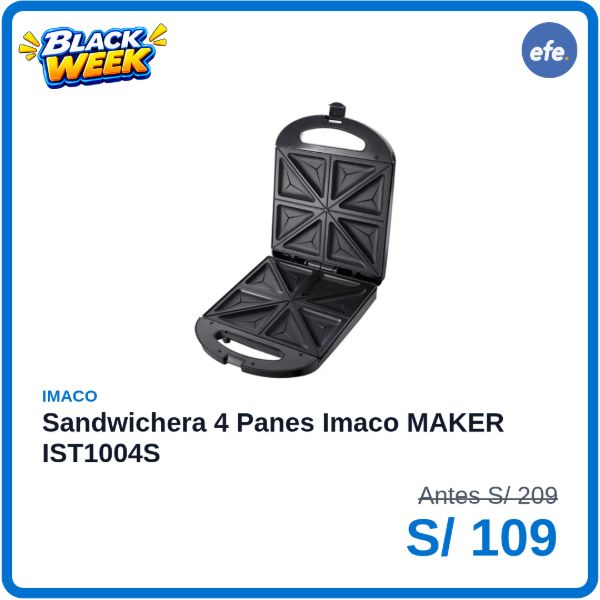 BLACK
WEEK
efe.
IMACO
Sandwichera 4 Panes Imaco MAKER
IST1004S
Antes S/ 209
S/ 109